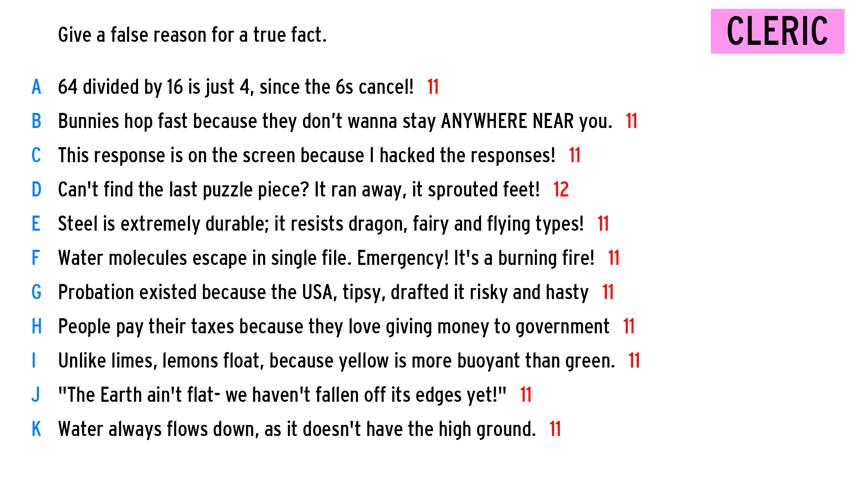 Give a false reason for a true fact.
CLERIC
A 64 divided by 16 is just 4, since the 6s cancel! 11
B Bunnies hop fast because they don't wanna stay ANYWHERE NEAR you. 11
C This response is on the screen because I hacked the responses! 11
D Can't find the last puzzle piece? It ran away, it sprouted feet! 12
E Steel is extremely durable; it resists dragon, fairy and flying types! 11
F Water molecules escape in single file. Emergency! It's a burning fire! 11
G Probation existed because the USA, tipsy, drafted it risky and hasty 11
H People pay their taxes because they love giving money to government 11
I Unlike limes, lemons float, because yellow is more buoyant than green. 11
J "The Earth ain't flat- we haven't fallen off its edges yet!" 11
K Water always flows down, as it doesn't have the high ground. 11